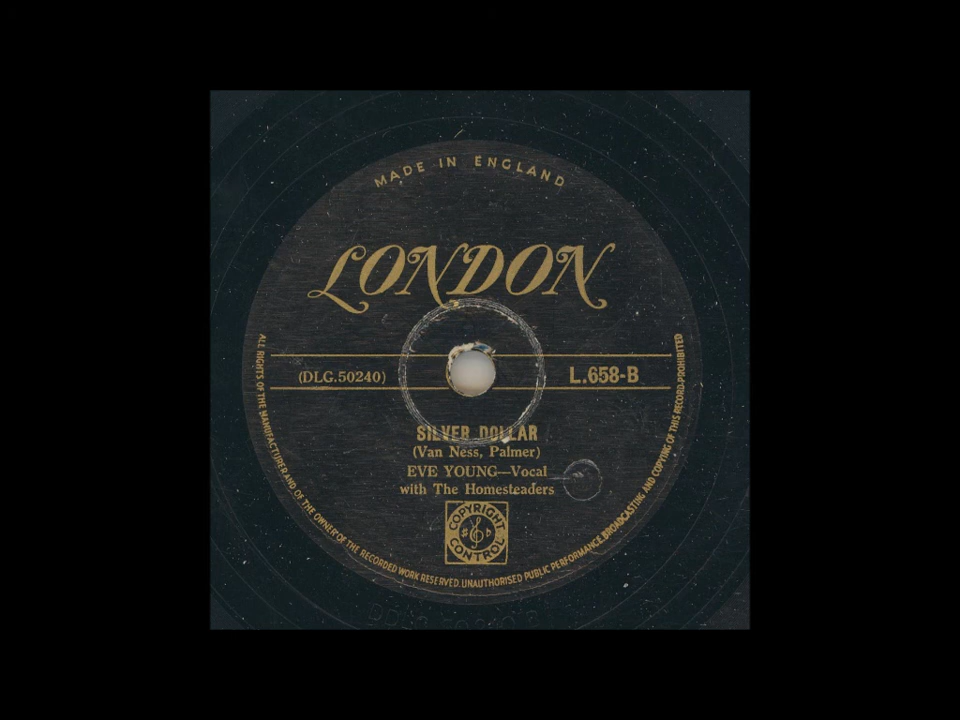 MADE IN ENGLAND
LONDON
(DLG.50240)
L.658-B
SILVER DOLLAR
(Van Ness, Palmer)
EVE YOUNG—Vocal
with The Homesteaders
COPYRIGHT
CONTROL
ALL RIGHTS OF THE MANUFACTURER AND OF THE OWNER OF THE RECORDED WORK RESERVED. UNAUTHORISED PUBLIC PERFORMANCE, BROADCASTING AND COPYING OF THIS RECORD PROHIBITED